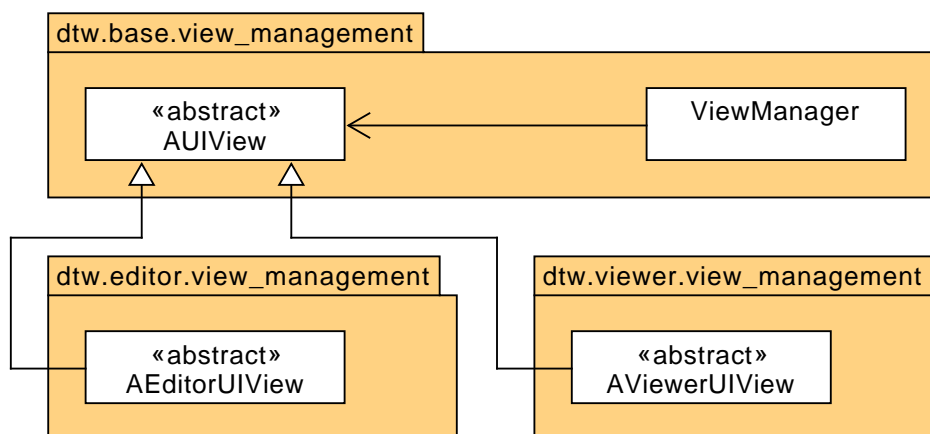 dtw.base.view_management
«abstract»
AUIView
ViewManager
dtw.editor.view_management
«abstract»
AEditorUIView
dtw.viewer.view_management
«abstract»
AViewerUIView